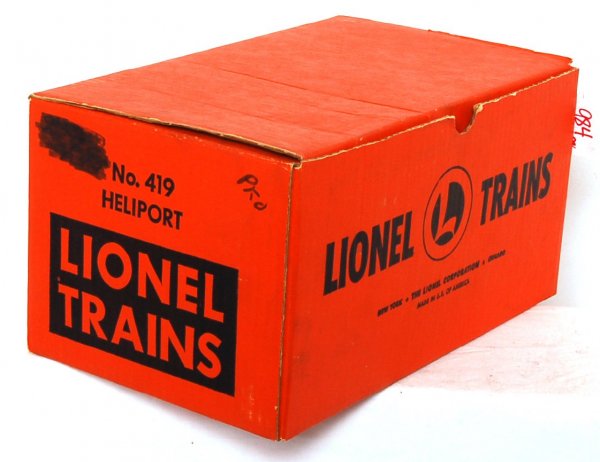 No. 419
HELIPORT
LIONEL
TRAINS
LIONEL L TRAINS
NEW YORK • THE LIONEL CORPORATION • CHICAGO
MADE IN U.S. OF AMERICA